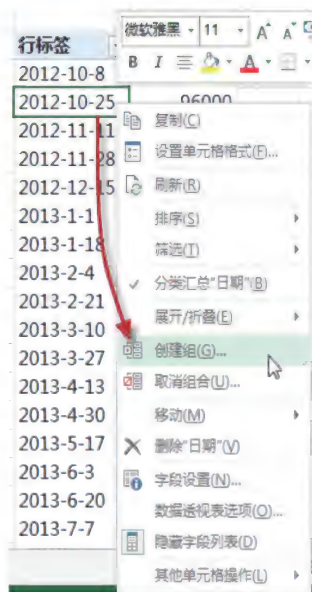 微软雅黑 11 A A
行标签
B I A
2012-10-8
2012-10-25 96000
复制(C)
2012-11-11
设置单元格格式(F)...
2012-11-28
2012-12-15 刷新(R)
2013-1-1 排序(S)
2013-1-18 筛选(T)
2013-2-4
分类汇总"日期"(B)
2013-2-21
展开/折叠(E)
2013-3-10
2013-3-27 创建组(G)...
2013-4-13 取消组合(U)...
2013-4-30 移动(M)
2013-5-17 删除"日期"(V)
2013-6-3 字段设置(N)...
2013-6-20 数据透视表选项(O)...
2013-7-7 隐藏字段列表(D)
其他单元格操作(L)